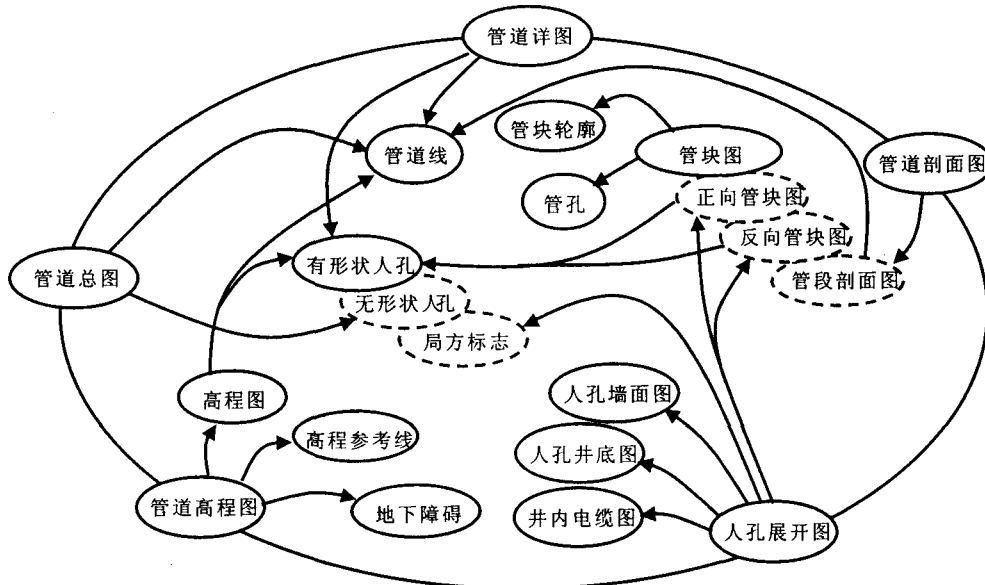 管道详图
管块轮廓
管道线
管块图
管道剖面图
管孔
正向管块图
反向管块图
有形状人孔
管道总图
管段剖面图
无形状人孔
局方标志
高程图
人孔墙面图
高程参考线
人孔井底图
管道高程图
地下障碍
井内电缆图
人孔展开图